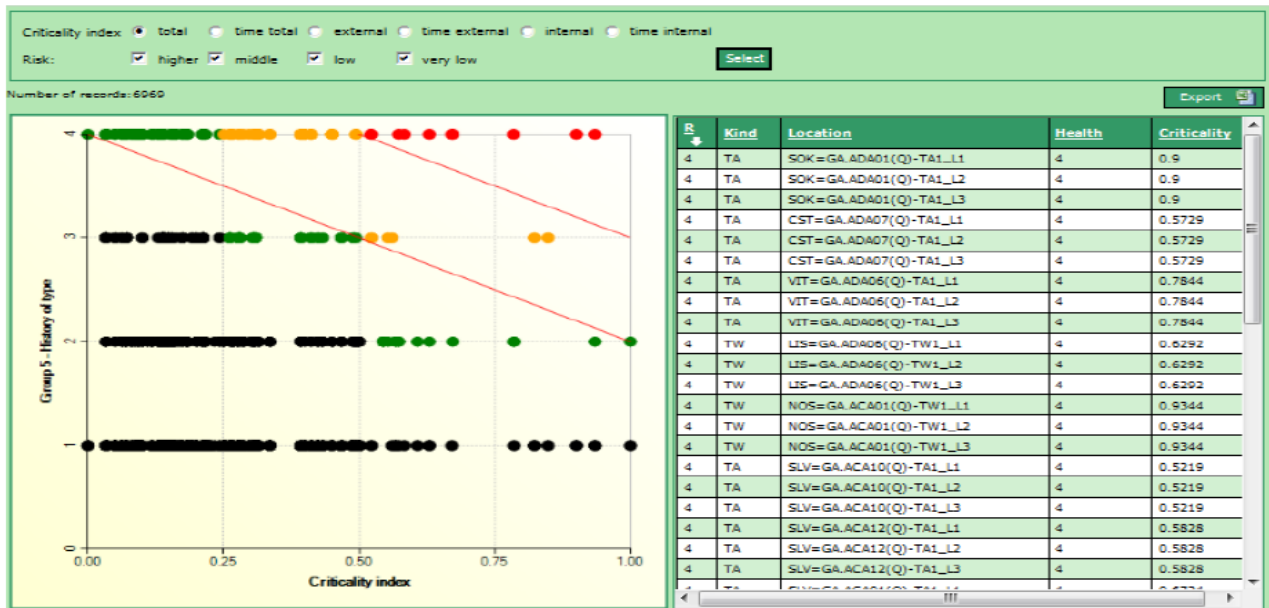 Criticality index total time total external time external internal time internal
Risk: higher middle low very low Select
Number of records:6969
Export
Group 5 - History of type
4
3
2
1
0
0.00 0.25 0.50 0.75 1.00
Criticality index
R Kind Location Health Criticality
4 TA SOK=GA.ADA01(Q)-TA1_L1 4 0.9
4 TA SOK=GA.ADA01(Q)-TA1_L2 4 0.9
4 TA SOK=GA.ADA01(Q)-TA1_L3 4 0.9
4 TA CST=GA.ADA07(Q)-TA1_L1 4 0.5729
4 TA CST=GA.ADA07(Q)-TA1_L2 4 0.5729
4 TA CST=GA.ADA07(Q)-TA1_L3 4 0.5729
4 TA VIT=GA.ADA06(Q)-TA1_L1 4 0.7844
4 TA VIT=GA.ADA06(Q)-TA1_L2 4 0.7844
4 TA VIT=GA.ADA06(Q)-TA1_L3 4 0.7844
4 TW LIS=GA.ADA06(Q)-TW1_L1 4 0.6292
4 TW LIS=GA.ADA06(Q)-TW1_L2 4 0.6292
4 TW LIS=GA.ADA06(Q)-TW1_L3 4 0.6292
4 TW NOS=GA.ACA01(Q)-TW1_L1 4 0.9344
4 TW NOS=GA.ACA01(Q)-TW1_L2 4 0.9344
4 TW NOS=GA.ACA01(Q)-TW1_L3 4 0.9344
4 TA SLV=GA.ACA10(Q)-TA1_L1 4 0.5219
4 TA SLV=GA.ACA10(Q)-TA1_L2 4 0.5219
4 TA SLV=GA.ACA10(Q)-TA1_L3 4 0.5219
4 TA SLV=GA.ACA12(Q)-TA1_L1 4 0.5828
4 TA SLV=GA.ACA12(Q)-TA1_L2 4 0.5828
4 TA SLV=GA.ACA12(Q)-TA1_L3 4 0.5828